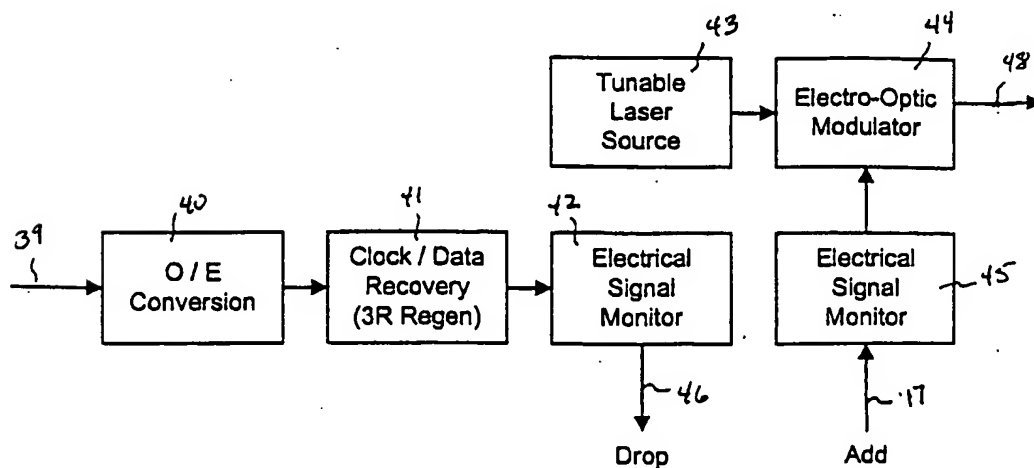 43
44
48
Tunable
Laser
Source
Electro-Optic
Modulator
39
40
41
42
O / E
Conversion
Clock / Data
Recovery
(3R Regen)
Electrical
Signal
Monitor
Electrical
Signal
Monitor
45
46
17
Drop
Add